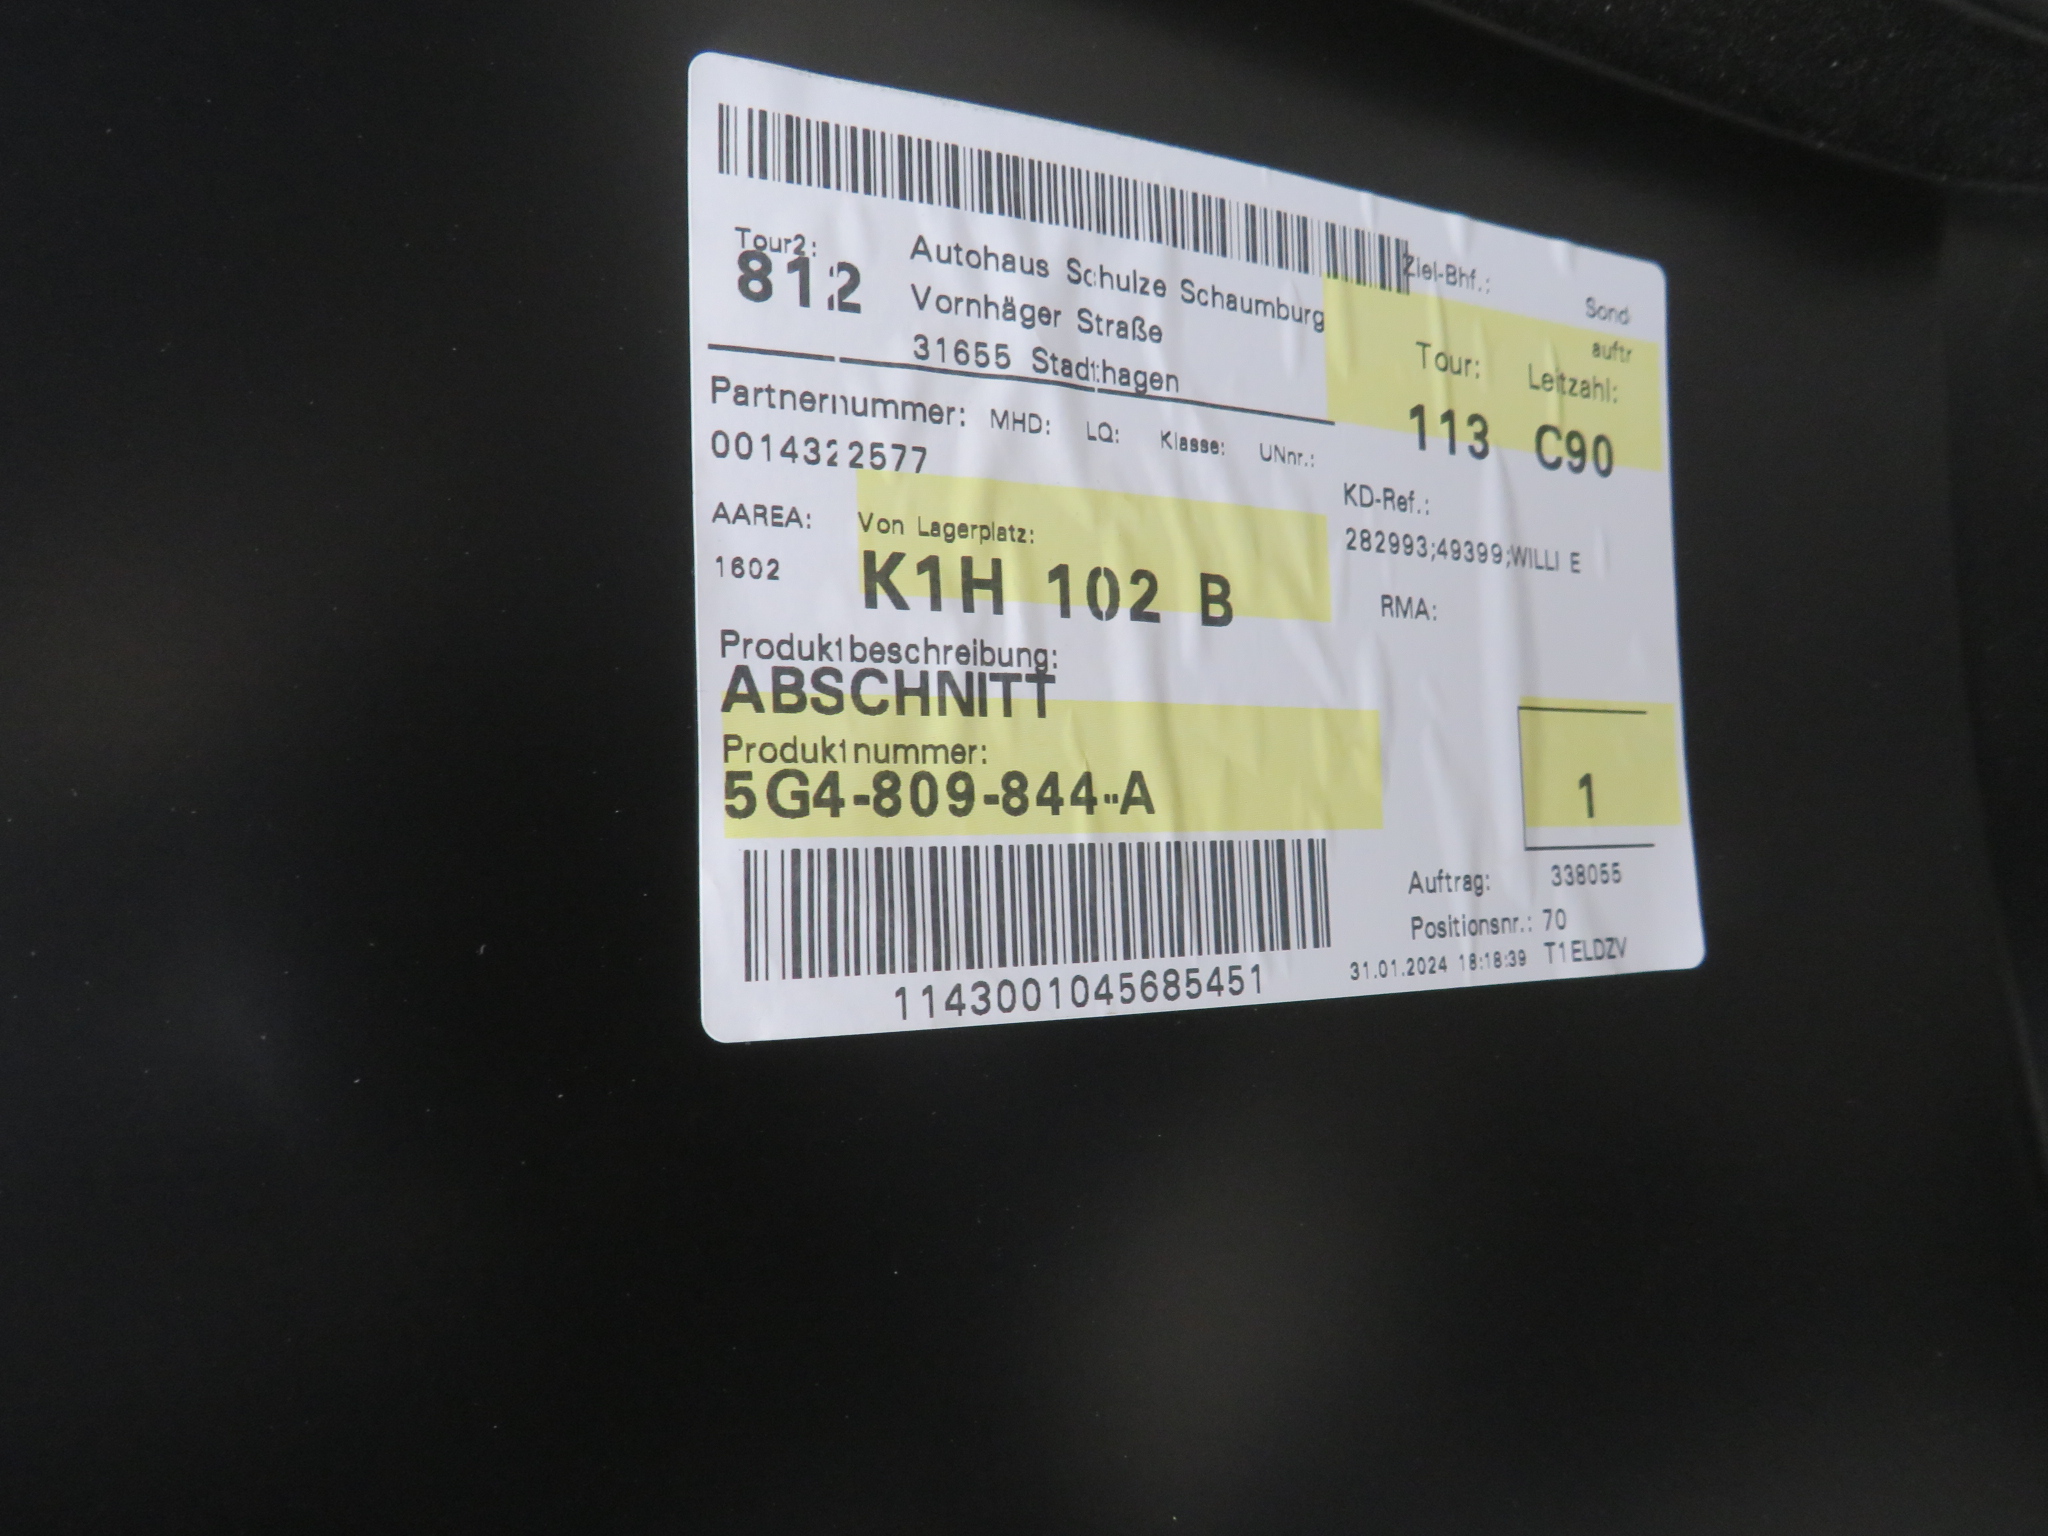 Tour2:
812
Autohaus Schulze Schaumburg
Vornhäger Straße
31655 Stadthagen
Ziel-Bhf.:
Sond
auftr
Tour: Leitzahl:
113 C90
Partnernummer: MHD: LQ: Klasse: UNnr.:
0014322577
KD-Ref.:
282993;49399;WILLI E
AAREA: Von Lagerplatz:
1602 K1H 102 B
RMA:
Produktbeschreibung:
ABSCHNITT
Produktnummer:
5G4-809-844-A
1
Auftrag: 338055
Positionsnr.: 70
31.01.2024 18:18:39 T1ELDZV
1143001045685451